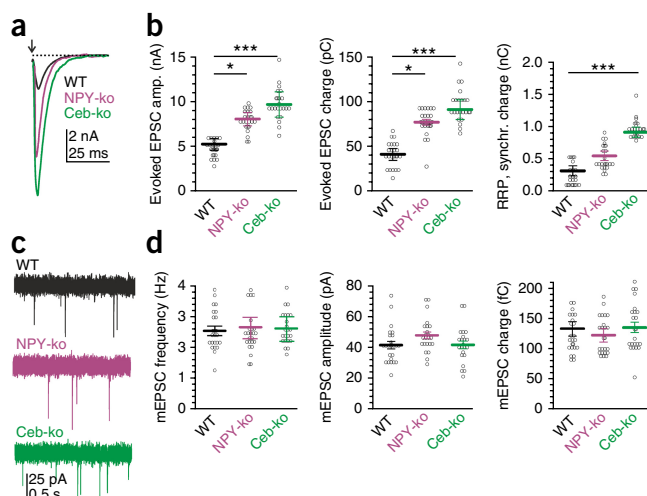 a
WT
NPY-ko
Ceb-ko
2 nA
25 ms
b
Evoked EPSC amp. (nA)
15
10
5
0
*
***
WT
NPY-ko
Ceb-ko
Evoked EPSC charge (pC)
150
100
50
0
*
***
WT
NPY-ko
Ceb-ko
RRP, synchr. charge (nC)
2.0
1.5
1.0
0.5
0
***
WT
NPY-ko
Ceb-ko
c
WT
NPY-ko
Ceb-ko
25 pA
0.5 s
d
mEPSC frequency (Hz)
4
3
3
2
0
WT
NPY-ko
Ceb-ko
mEPSC amplitude (pA)
80
60
40
20
0
WT
NPY-ko
Ceb-ko
mEPSC charge (fC)
200
150
100
50
0
WT
NPY-ko
Ceb-ko